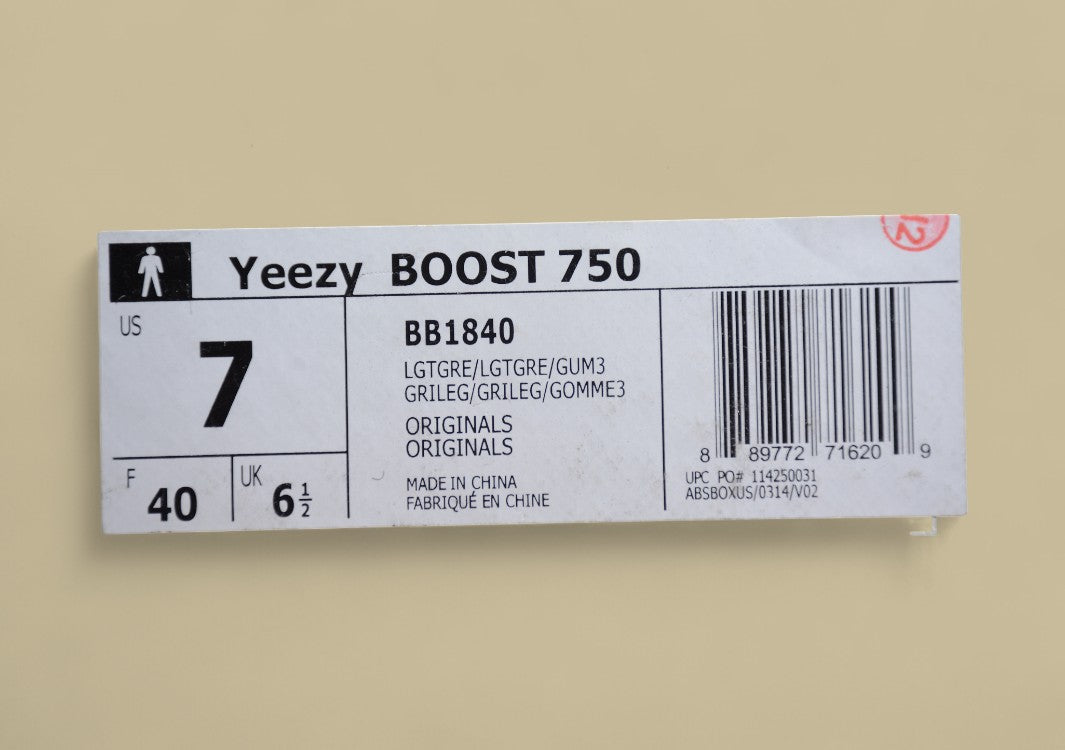 Yeezy BOOST 750
12
US
7
F
40
UK
6 1/2
BB1840
LGTGRE/LGTGRE/GUM3
GRILEG/GRILEG/GOMME3
ORIGINALS
ORIGINALS
MADE IN CHINA
FABRIQUÉ EN CHINE
8 89772 71620 9
UPC PO# 114250031
ABSBOXUS/0314/V02